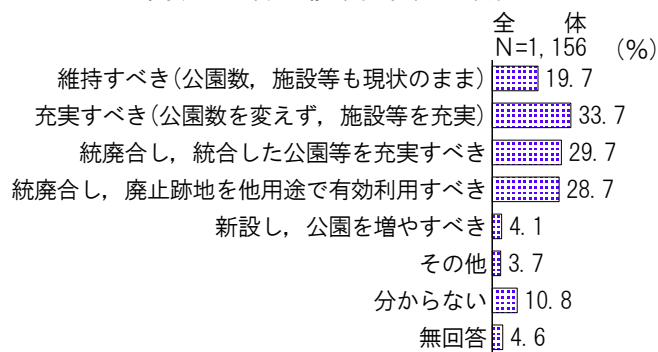 全　体
N=1,156 (%)
維持すべき(公園数，施設等も現状のまま) 19.7
充実すべき(公園数を変えず，施設等を充実) 33.7
統廃合し，統合した公園等を充実すべき 29.7
統廃合し，廃止跡地を他用途で有効利用すべき 28.7
新設し，公園を増やすべき 4.1
その他 3.7
分からない 10.8
無回答 4.6